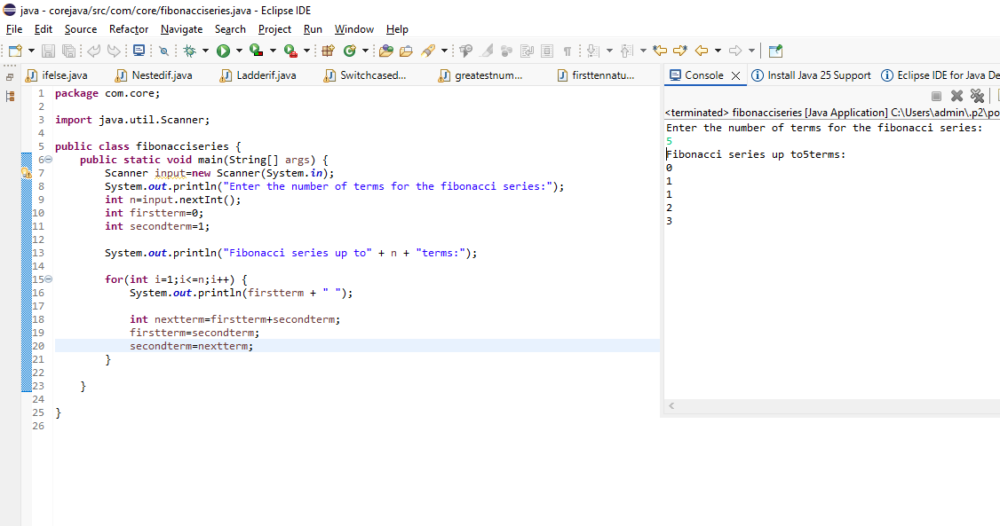 java - corejava/src/com/core/fibonacciseries.java - Eclipse IDE
File Edit Source Refactor Navigate Search Project Run Window Help
ifelse.java Nestedif.java Ladderif.java Switchcased... greatestnum... firsttennatu...
1 package com.core;
2
3 import java.util.Scanner;
4
5 public class fibonacciseries {
6 public static void main(String[] args) {
7 Scanner input=new Scanner(System.in);
8 System.out.println("Enter the number of terms for the fibonacci series:");
9 int n=input.nextInt();
10 int firstterm=0;
11 int secondterm=1;
12
13 System.out.println("Fibonacci series up to" + n + "terms:");
14
15 for(int i=1;i<=n;i++) {
16 System.out.println(firstterm + " ");
17
18 int nextterm=firstterm+secondterm;
19 firstterm=secondterm;
20 secondterm=nextterm;
21 }
22
23 }
24
25 }
26
Console Install Java 25 Support Eclipse IDE for Java De
<terminated> fibonacciseries [Java Application] C:\Users\admin\.p2\po
Enter the number of terms for the fibonacci series:
5
Fibonacci series up to5terms:
0
1
1
2
3